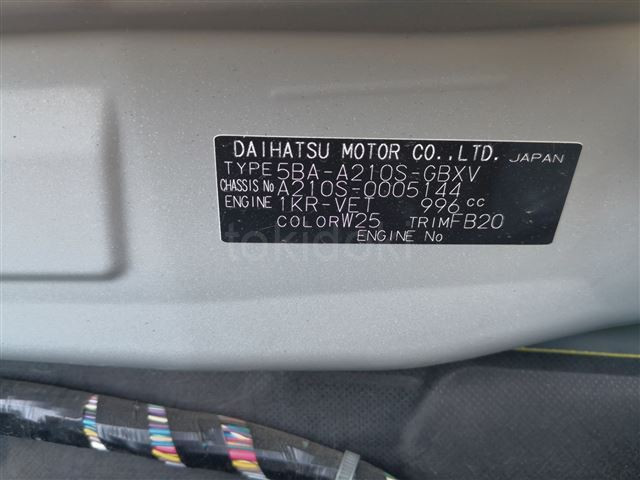 DAIHATSU MOTOR CO.,LTD. JAPAN
TYPE 5BA-A210S-GBXV
CHASSIS No A210S-0005144
ENGINE 1KR-VET 996 cc
COLOR W25 TRIM FB20
ENGINE No
tokidoki